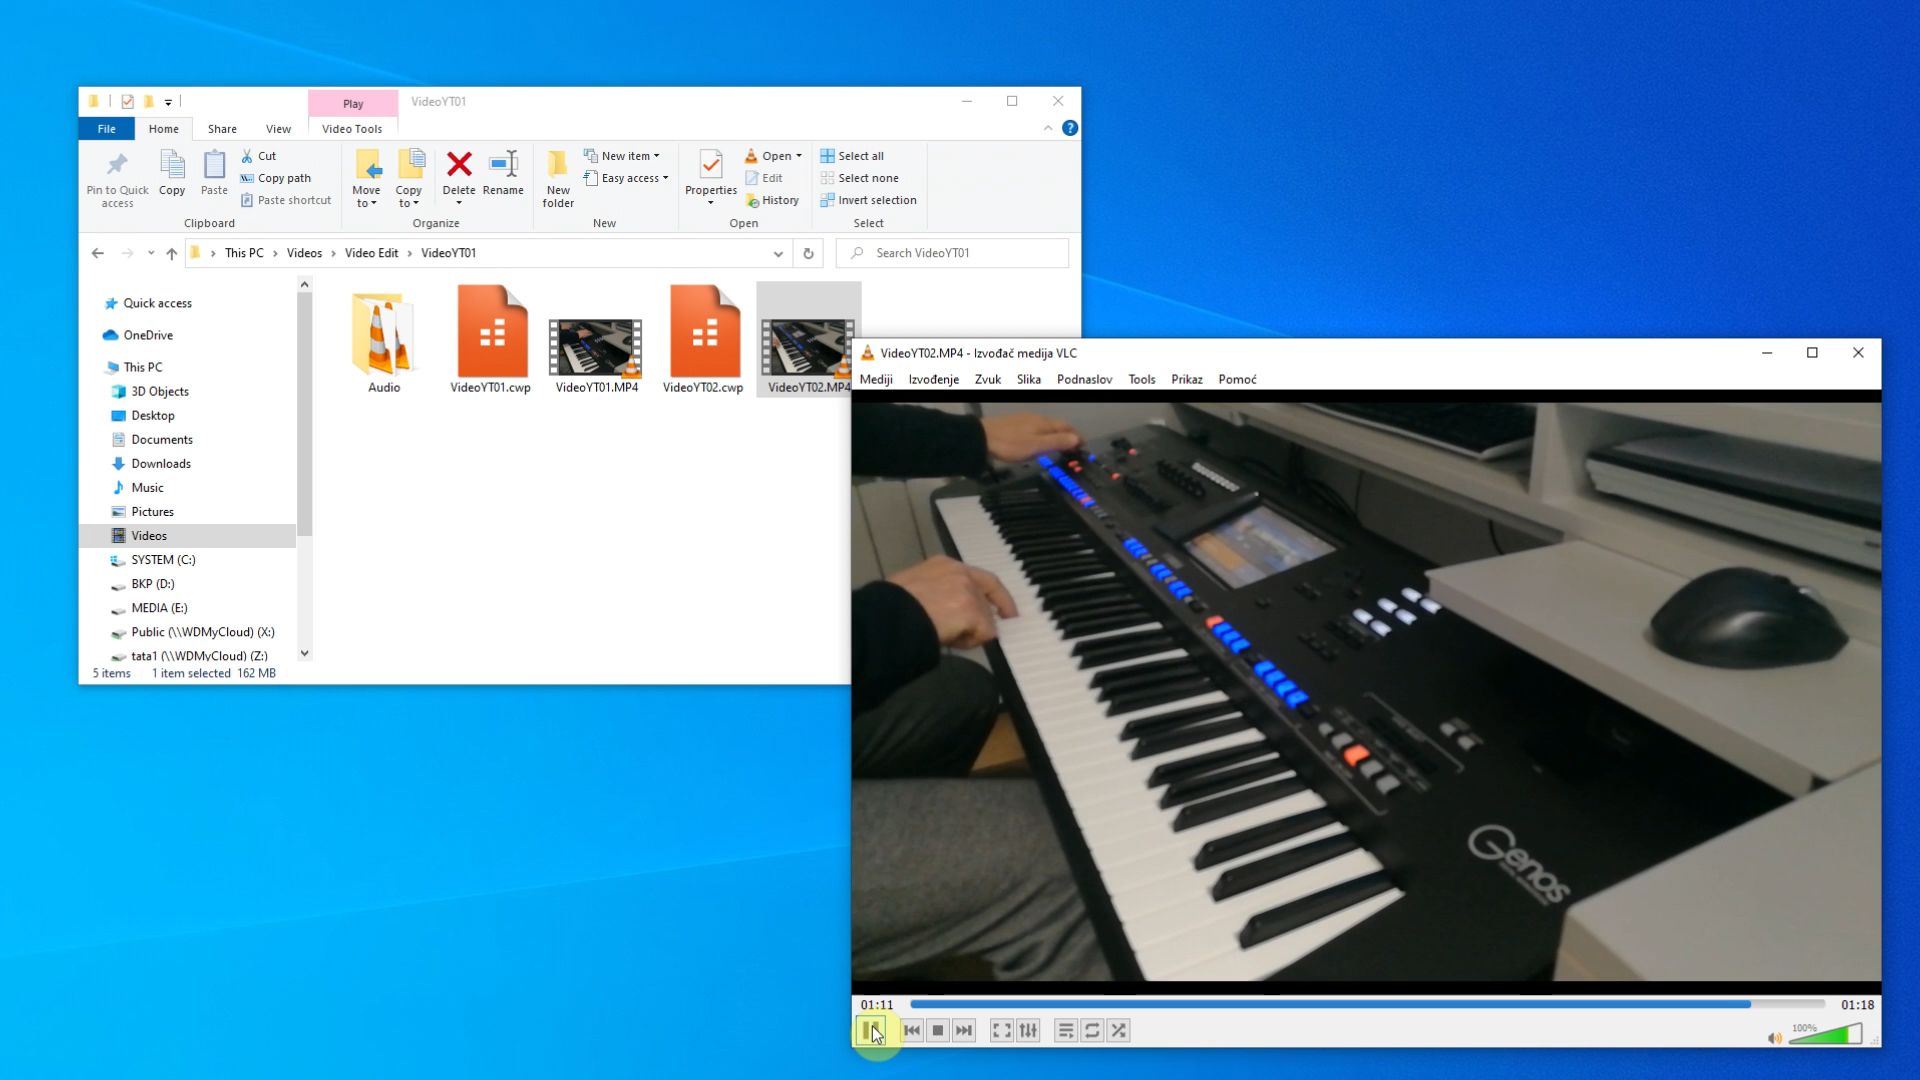 Play
VideoYT01
File
Home
Share
View
Video Tools
Pin to Quick access
Copy
Paste
Cut
Copy path
Paste shortcut
Clipboard
Move to
Copy to
Delete
Rename
Organize
New folder
New item
Easy access
New
Properties
Open
Edit
History
Open
Select all
Select none
Invert selection
Select
This PC > Videos > Video Edit > VideoYT01
Search VideoYT01
Quick access
OneDrive
This PC
3D Objects
Desktop
Documents
Downloads
Music
Pictures
Videos
SYSTEM (C:)
BKP (D:)
MEDIA (E:)
Public (\\WDMyCloud) (X:)
tata1 (\\WDMyCloud) (Z:)
Audio
VideoYT01.cwp
VideoYT01.MP4
VideoYT02.cwp
VideoYT02.MP4
5 items
1 item selected 162 MB
VideoYT02.MP4 - Izvođač medija VLC
Mediji
Izvođenje
Zvuk
Slika
Podnaslov
Tools
Prikaz
Pomoć
Genos
01:11
01:18
100%